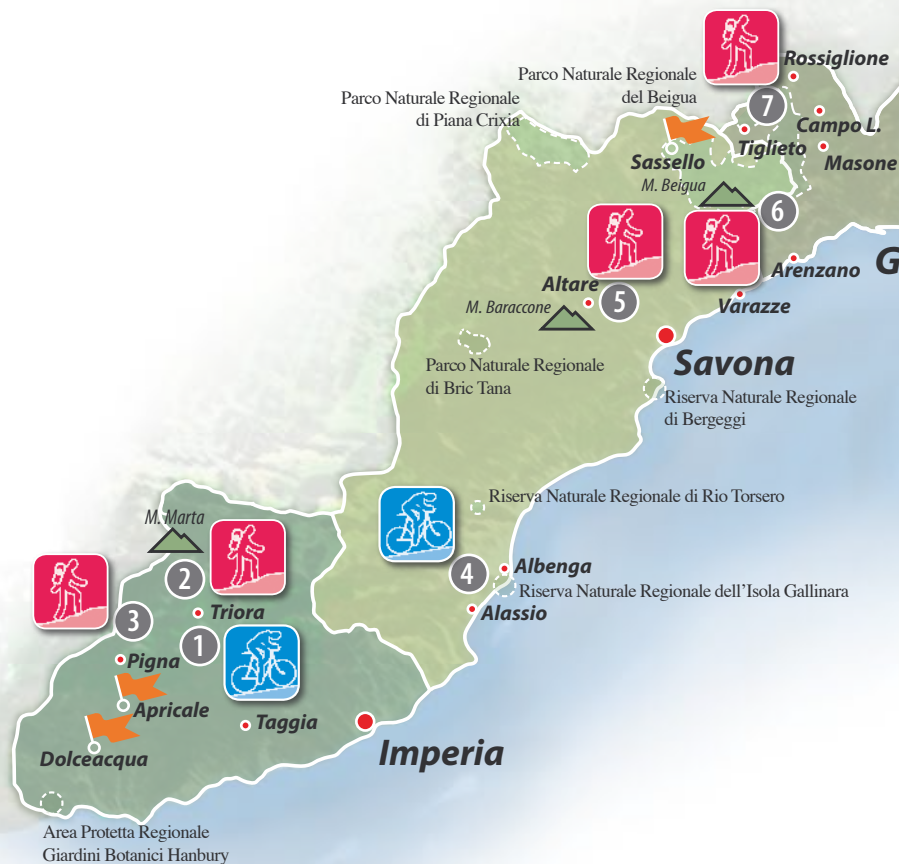 Rossiglione
Parco Naturale Regionale
del Beigua
Parco Naturale Regionale
di Piana Crixia
7
Campo L.
Tiglieto
Sassello
Masone
M. Beigua
6
Arenzano
G
Altare
5
Varazze
M. Baraccone
Savona
Parco Naturale Regionale
di Bric Tana
Riserva Naturale Regionale
di Bergeggi
Riserva Naturale Regionale di Rio Torsero
M. Marta
Albenga
4
2
Riserva Naturale Regionale dell'Isola Gallinara
Alassio
Triora
3
1
Pigna
Apricale
Taggia
Imperia
Dolceacqua
Area Protetta Regionale
Giardini Botanici Hanbury